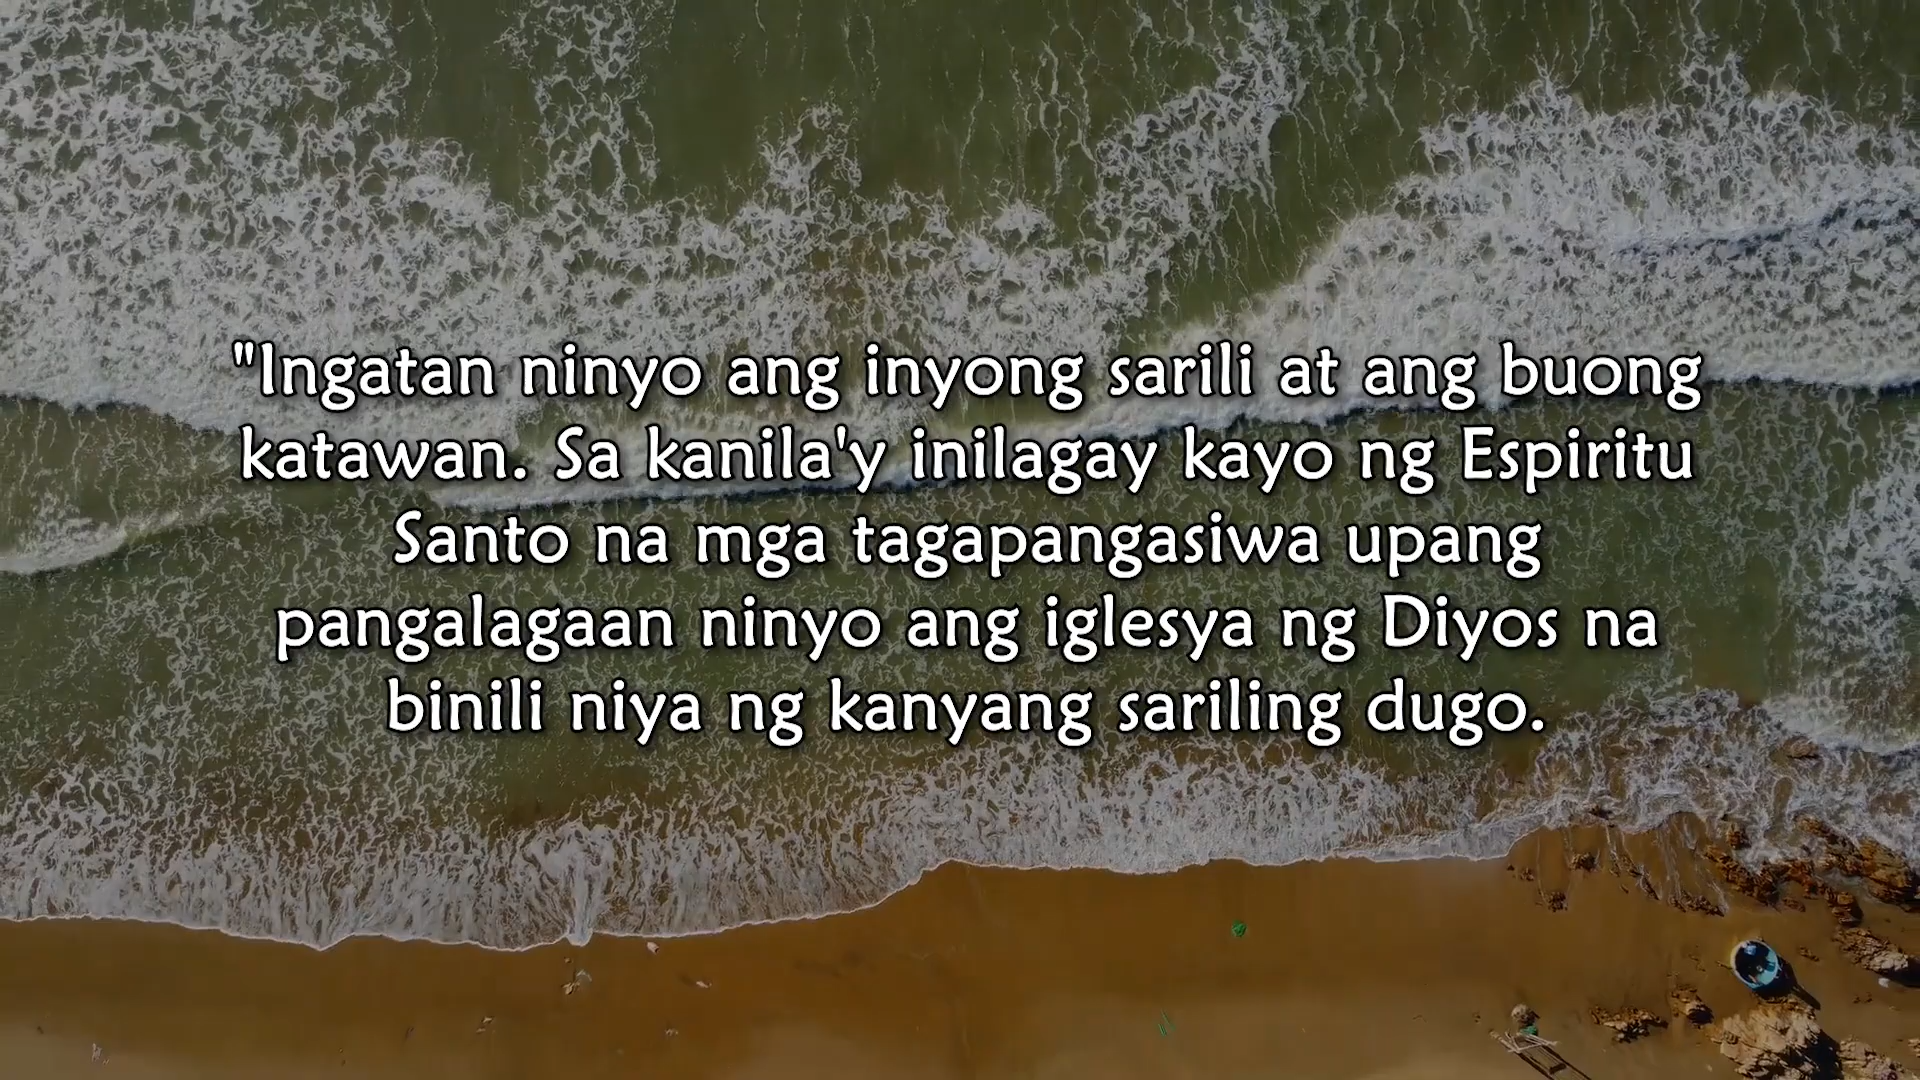 "Ingatan ninyo ang inyong sarili at ang buong
katawan. Sa kanila'y inilagay kayo ng Espiritu
Santo na mga tagapangasiwa upang
pangalagaan ninyo ang iglesya ng Diyos na
binili niya ng kanyang sariling dugo.